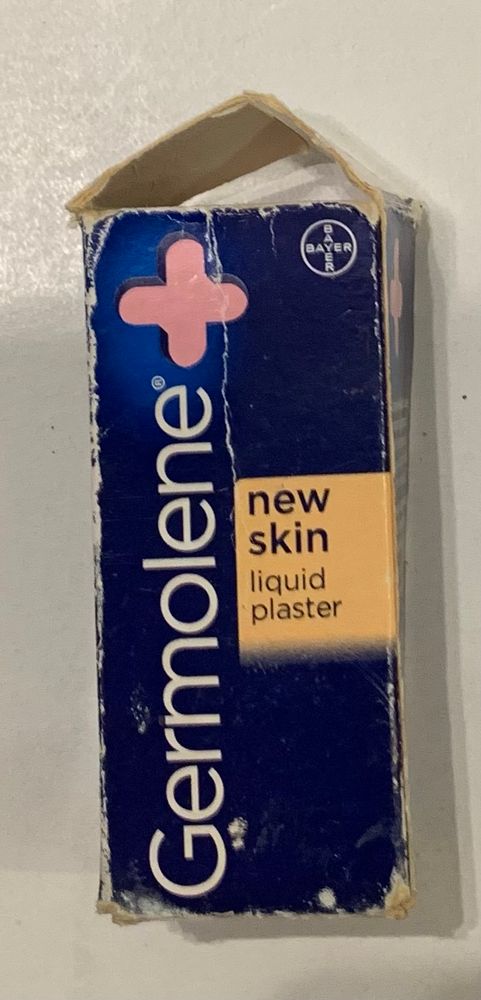 BAYER
BAYER
Germolene®
new
skin
liquid
plaster